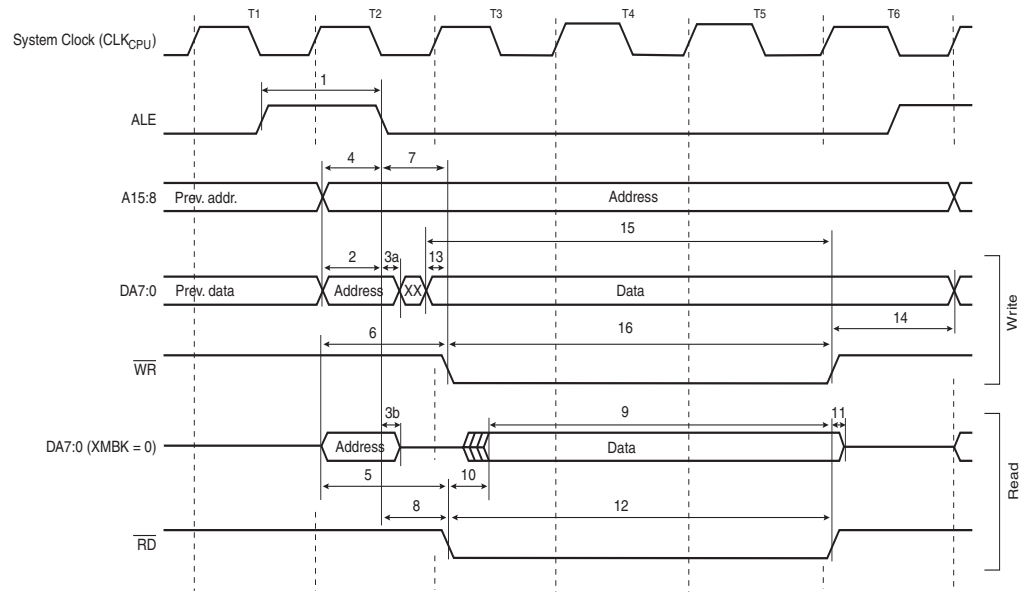 T1 T2 T3 T4 T5 T6
System Clock (CLKCPU)
1
ALE
4 7
A15:8 Prev. addr. Address
15
2 3a 13
DA7:0 Prev. data Address XX Data
14
6 16
WR
Write
3b 9 11
DA7:0 (XMBK = 0) Address Data
5 10
8 12
RD
Read